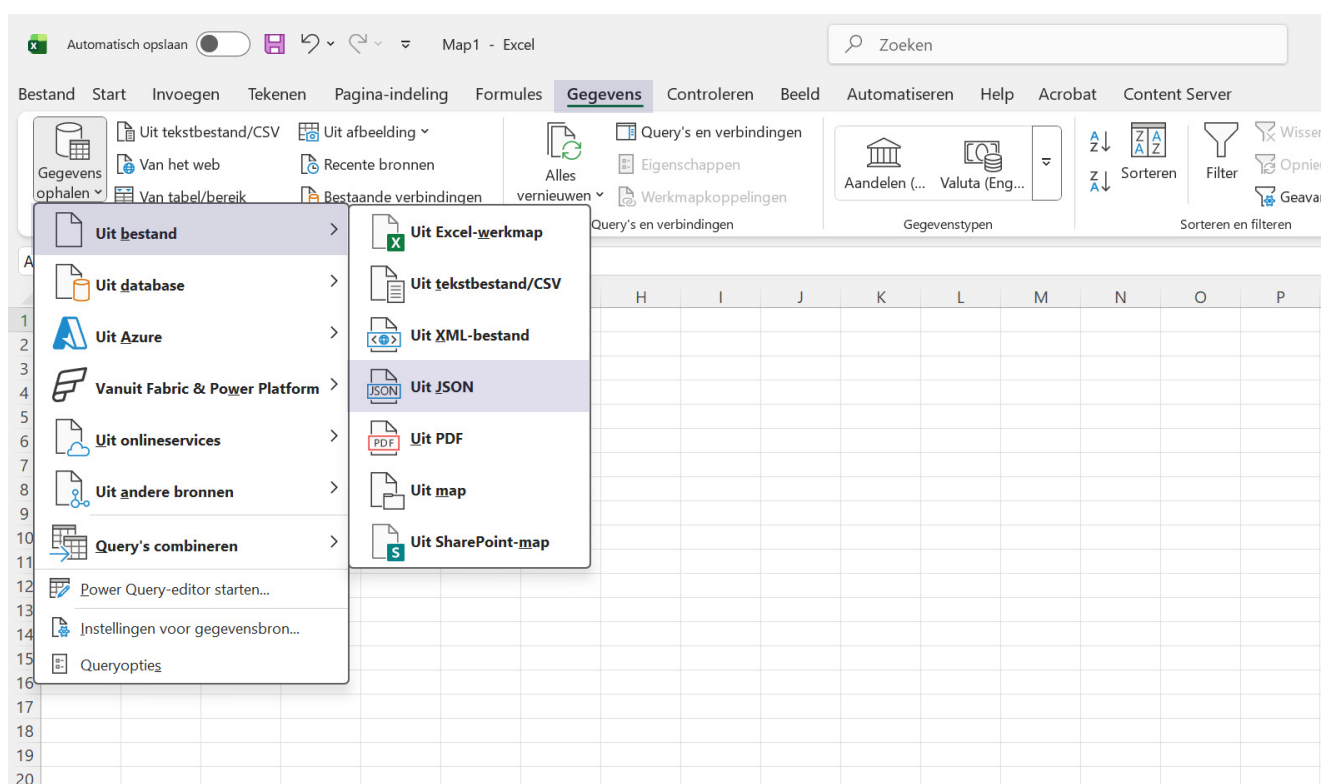 Automatisch opslaan
Map1 - Excel
Zoeken
Bestand Start Invoegen Tekenen Pagina-indeling Formules Gegevens Controleren Beeld Automatiseren Help Acrobat Content Server
Gegevens ophalen
Uit tekstbestand/CSV
Van het web
Van tabel/bereik
Uit afbeelding
Recente bronnen
Bestaande verbindingen
Alles vernieuwen
Query's en verbindingen
Eigenschappen
Werkmapkoppelingen
Query's en verbindingen
Aandelen (...
Valuta (Eng...
Gegevenstypen
Sorteren
Filter
Sorteren en filteren
Uit bestand
Uit database
Uit Azure
Vanuit Fabric & Power Platform
Uit onlineservices
Uit andere bronnen
Query's combineren
Power Query-editor starten...
Instellingen voor gegevensbron...
Queryopties
Uit Excel-werkmap
Uit tekstbestand/CSV
Uit XML-bestand
JSON
Uit JSON
PDF
Uit PDF
Uit map
Uit SharePoint-map
H I J K L M N O P
1
2
3
4
5
6
7
8
9
10
11
12
13
14
15
16
17
18
19
20